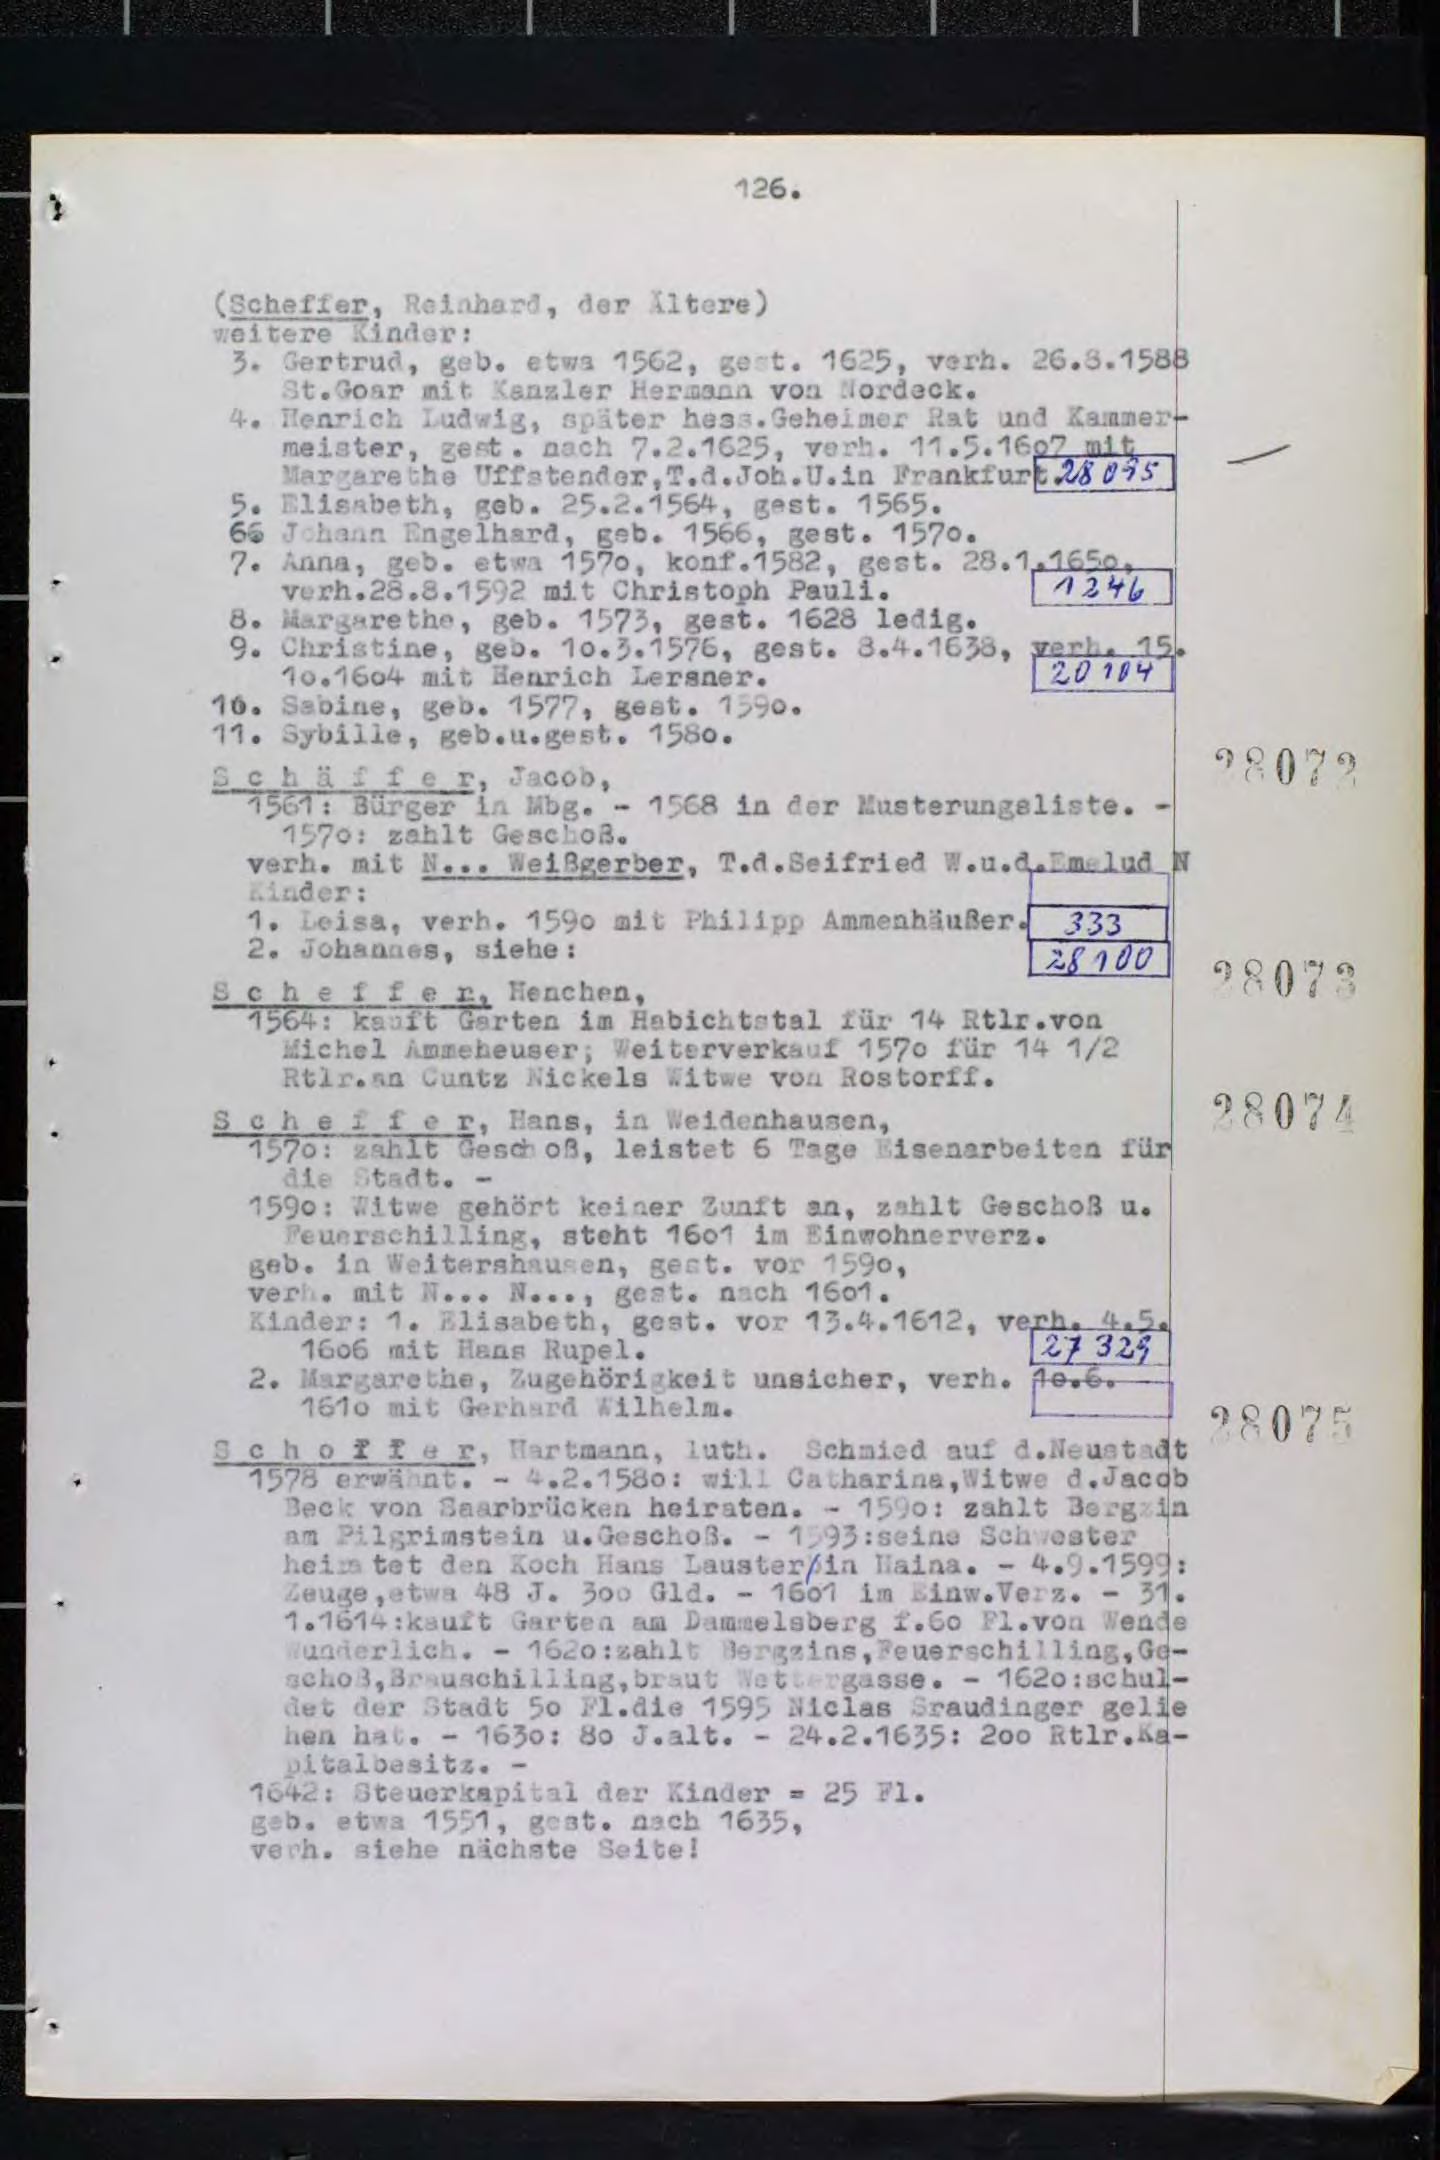 126.
(Scheffer, Reinhard, der Ältere)
weitere Kinder:
3. Gertrud, geb. etwa 1562, gest. 1625, verh. 26.8.1588
St.Goar mit Kanzler Hermann von Nordeck.
4. Henrich Ludwig, später hess.Geheimer Rat und Kammer-
meister, gest. nach 7.2.1625, verh. 11.5.1607 mit
Margarethe Uffstender,T.d.Joh.U.in Frankfurt. 28095
5. Elisabeth, geb. 25.2.1564, gest. 1565.
66 Johann Engelhard, geb. 1566, gest. 1570.
7. Anna, geb. etwa 1570, konf.1582, gest. 28.1.1650,
verh.28.8.1592 mit Christoph Pauli. 1246
8. Margarethe, geb. 1573, gest. 1628 ledig.
9. Christine, geb. 10.3.1576, gest. 8.4.1638, verh. 15.
10.1604 mit Henrich Lersner. 20104
10. Sabine, geb. 1577, gest. 1590.
11. Sybille, geb.u.gest. 1580.
28072
S c h ä f f e r, Jacob,
1561: Bürger in Mbg. - 1568 in der Musterungsliste. -
1570: zahlt Geschoß.
verh. mit N... Weißgerber, T.d.Seifried W.u.d.Emelud N
Kinder:
1. Leisa, verh. 1590 mit Philipp Ammenhäußer. 333
2. Johannes, siehe: 28100
28073
S c h e f f e r, Henchen,
1564: kauft Garten im Habichtstal für 14 Rtlr.von
Michel Ammeheuser; Weiterverkauf 1570 für 14 1/2
Rtlr.an Cuntz Nickels Witwe von Rostorff.
28074
S c h e f f e r, Hans, in Weidenhausen,
1570: zahlt Geschoß, leistet 6 Tage Eisenarbeiten für
die Stadt. -
1590: Witwe gehört keiner Zunft an, zahlt Geschoß u.
Feuerschilling, steht 1601 im Einwohnerverz.
geb. in Weitershausen, gest. vor 1590,
verh. mit N... N..., gest. nach 1601.
Kinder: 1. Elisabeth, gest. vor 13.4.1612, verh. 4.5.
1606 mit Hans Rupel. 27329
2. Margarethe, Zugehörigkeit unsicher, verh. 10.6.
1610 mit Gerhard Wilhelm.
28075
S c h o f f e r, Hartmann, luth. Schmied auf d.Neustadt
1578 erwähnt. - 4.2.1580: will Catharina,Witwe d.Jacob
Beck von Saarbrücken heiraten. - 1590: zahlt Bergzin
am Pilgrimstein u.Geschoß. - 1593:seine Schwester
heiratet den Koch Hans Lauster/in Haina. - 4.9.1599:
Zeuge,etwa 48 J. 300 Gld. - 1601 im Einw.Verz. - 31.
1.1614:kauft Garten am Dammelsberg f.60 Fl.von Wende
Wunderlich. - 1620:zahlt Bergzins,Feuerschilling,Ge-
schoß,Brauschilling,braut Wettergasse. - 1620:schul-
det der Stadt 50 Fl.die 1595 Niclas Sraudinger gelie
hen hat. - 1630: 80 J.alt. - 24.2.1635: 200 Rtlr.Ka-
pitalbesitz. -
1642: Steuerkapital der Kinder = 25 Fl.
geb. etwa 1551, gest. nach 1635,
verh. siehe nächste Seite!